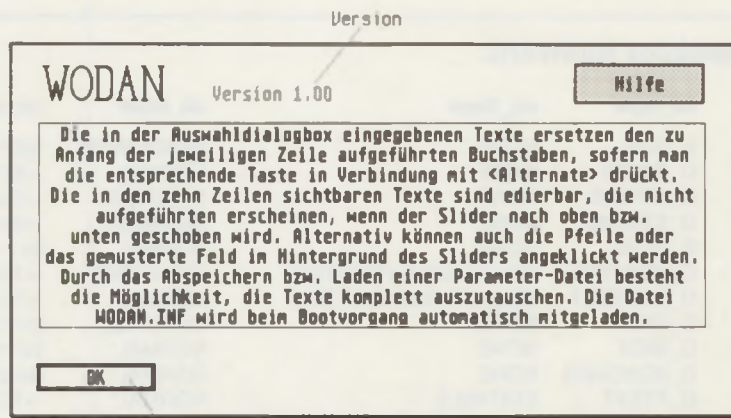 Version
WODAN Version 1.00 Hilfe
Die in der Auswahldialogbox eingegebenen Texte ersetzen den zu
Anfang der jeweiligen Zeile aufgeführten Buchstaben, sofern man
die entsprechende Taste in Verbindung mit <Alternate> drückt.
Die in den zehn Zeilen sichtbaren Texte sind edierbar, die nicht
aufgeführten erscheinen, wenn der Slider nach oben bzw.
unten geschoben wird. Alternativ können auch die Pfeile oder
das gemusterte Feld im Hintergrund des Sliders angeklickt werden.
Durch das Abspeichern bzw. Laden einer Parameter-Datei besteht
die Möglichkeit, die Texte komplett auszutauschen. Die Datei
WODAN.INF wird beim Bootvorgang automatisch mitgeladen.
OK